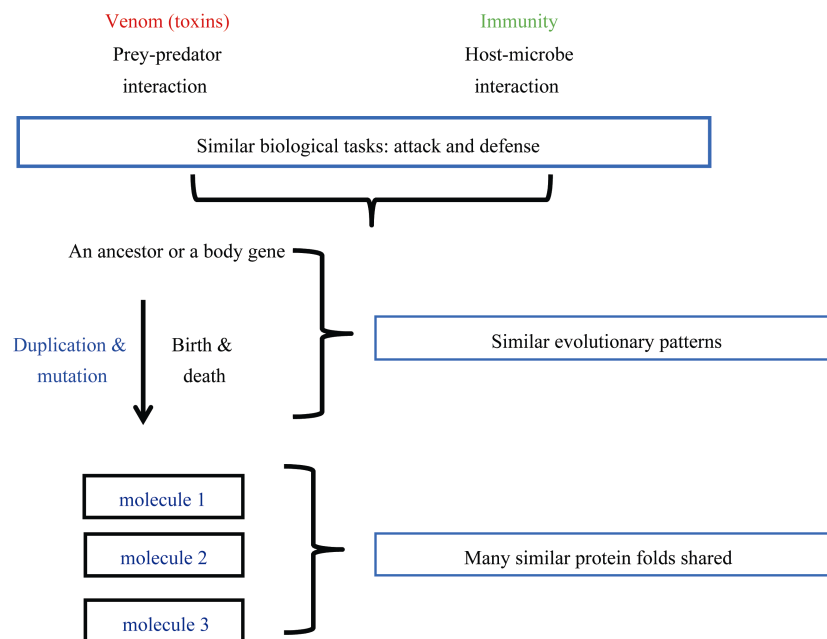 Venom (toxins)
Immunity
Prey-predator
interaction
Host-microbe
interaction
Similar biological tasks: attack and defense
An ancestor or a body gene
Duplication &
mutation
Birth &
death
Similar evolutionary patterns
molecule 1
molecule 2
molecule 3
Many similar protein folds shared